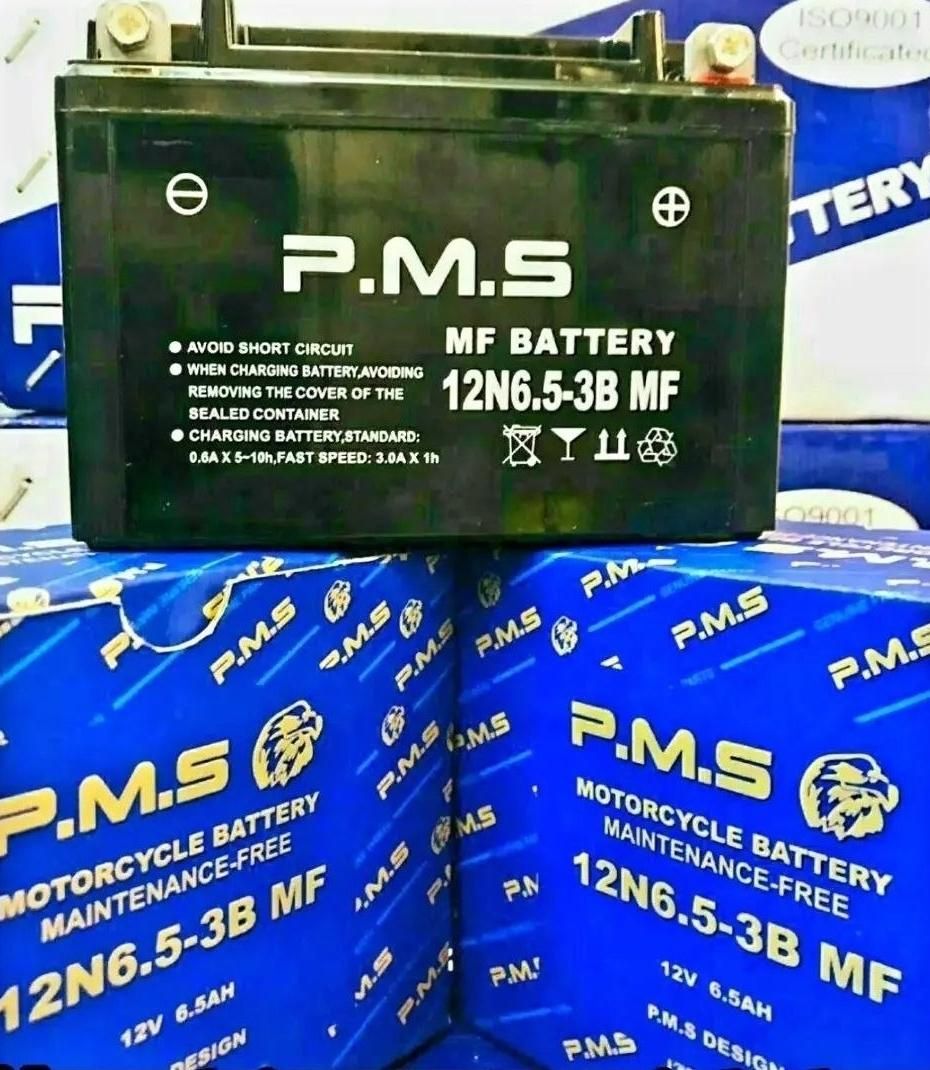 ISO9001
Certificated
TTERY
P.M.S
MF BATTERY
12N6.5-3B MF
● AVOID SHORT CIRCUIT
● WHEN CHARGING BATTERY,AVOIDING
REMOVING THE COVER OF THE
SEALED CONTAINER
● CHARGING BATTERY,STANDARD:
0.6A X 5~10h,FAST SPEED: 3.0A X 1h
ISO9001
P.M.S
P.M.S
P.M.S
P.M.S
P.M.S
P.M.S
MOTORCYCLE BATTERY
MAINTENANCE-FREE
12N6.5-3B MF
12V 6.5AH
DESIGN
P.M.S
P.M.S
P.M.S
P.M.S
P.M.S
MOTORCYCLE BATTERY
MAINTENANCE-FREE
12N6.5-3B MF
12V 6.5AH
P.M.S DESIGN
P.M.S